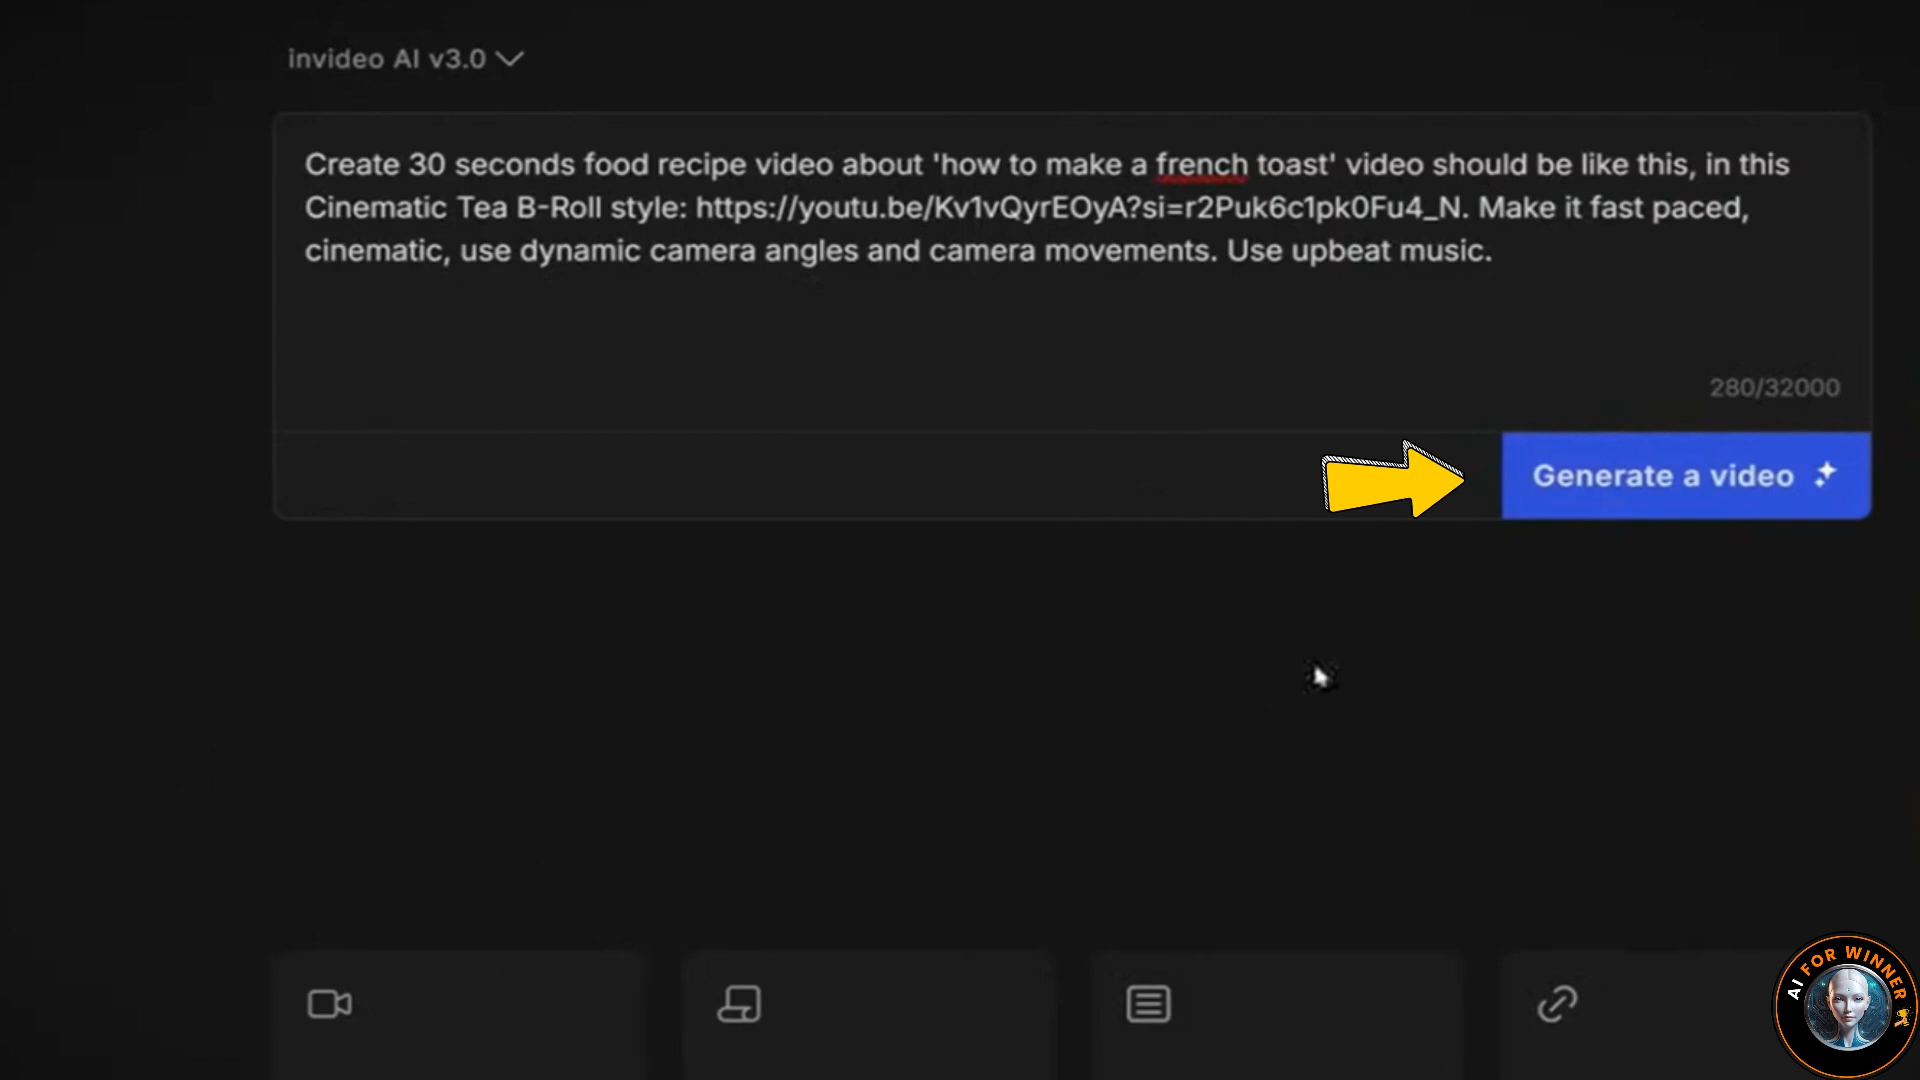 invideo AI v3.0
Create 30 seconds food recipe video about 'how to make a french toast' video should be like this, in this
Cinematic Tea B-Roll style: https://youtu.be/Kv1vQyrEOyA?si=r2Puk6c1pk0Fu4_N. Make it fast paced,
cinematic, use dynamic camera angles and camera movements. Use upbeat music.
280/32000
Generate a video
AI FOR WINNER